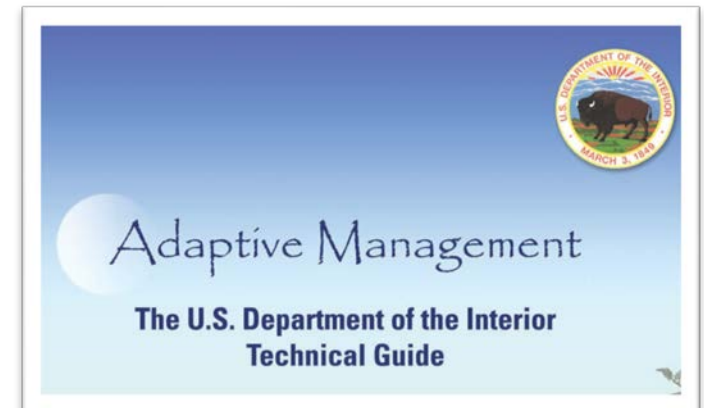 U.S. DEPARTMENT OF THE INTERIOR
MARCH 3, 1849
Adaptive Management
The U.S. Department of the Interior
Technical Guide